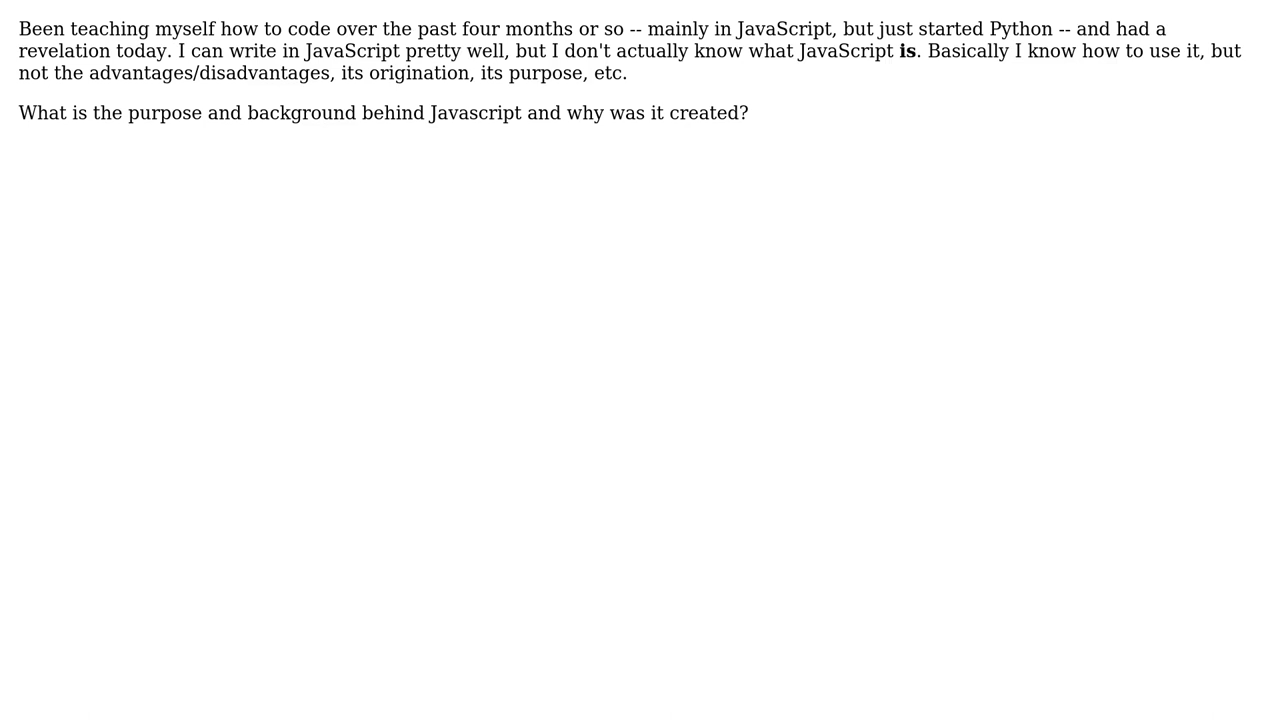 Been teaching myself how to code over the past four months or so -- mainly in JavaScript, but just started Python -- and had a
revelation today. I can write in JavaScript pretty well, but I don't actually know what JavaScript is. Basically I know how to use it, but
not the advantages/disadvantages, its origination, its purpose, etc.
What is the purpose and background behind Javascript and why was it created?